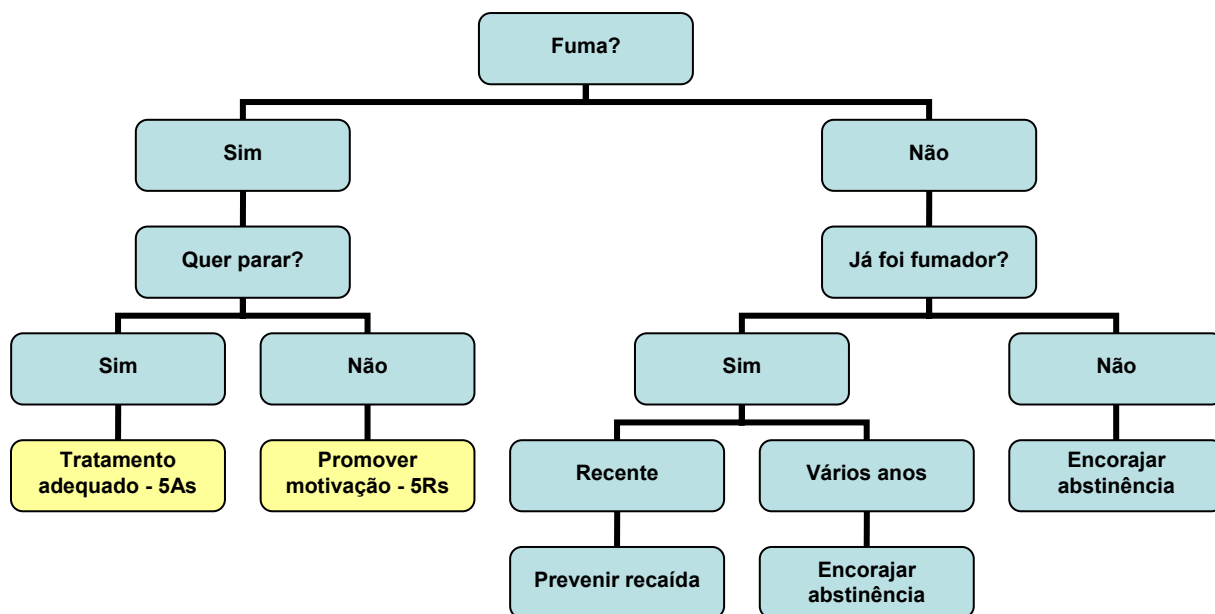 Fuma?
Sim
Não
Quer parar?
Já foi fumador?
Sim
Não
Sim
Não
Tratamento
adequado - 5As
Promover
motivação - 5Rs
Recente
Vários anos
Encorajar
abstinência
Prevenir recaída
Encorajar
abstinência